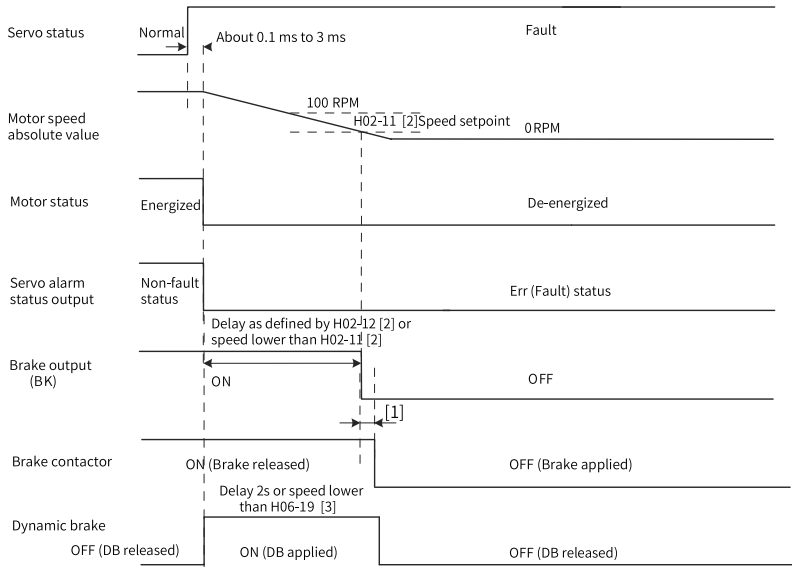 Servo status
Normal
About 0.1 ms to 3 ms
Fault
Motor speed
absolute value
100 RPM
H02-11 [2]Speed setpoint
0RPM
Motor status
Energized
De-energized
Servo alarm
status output
Non-fault
status
Err (Fault) status
Delay as defined by H02-12 [2] or
speed lower than H02-11 [2]
Brake output
(BK)
ON
OFF
[1]
Brake contactor
ON (Brake released)
OFF (Brake applied)
Delay 2s or speed lower
than H06-19 [3]
Dynamic brake
OFF (DB released)
ON (DB applied)
OFF (DB released)